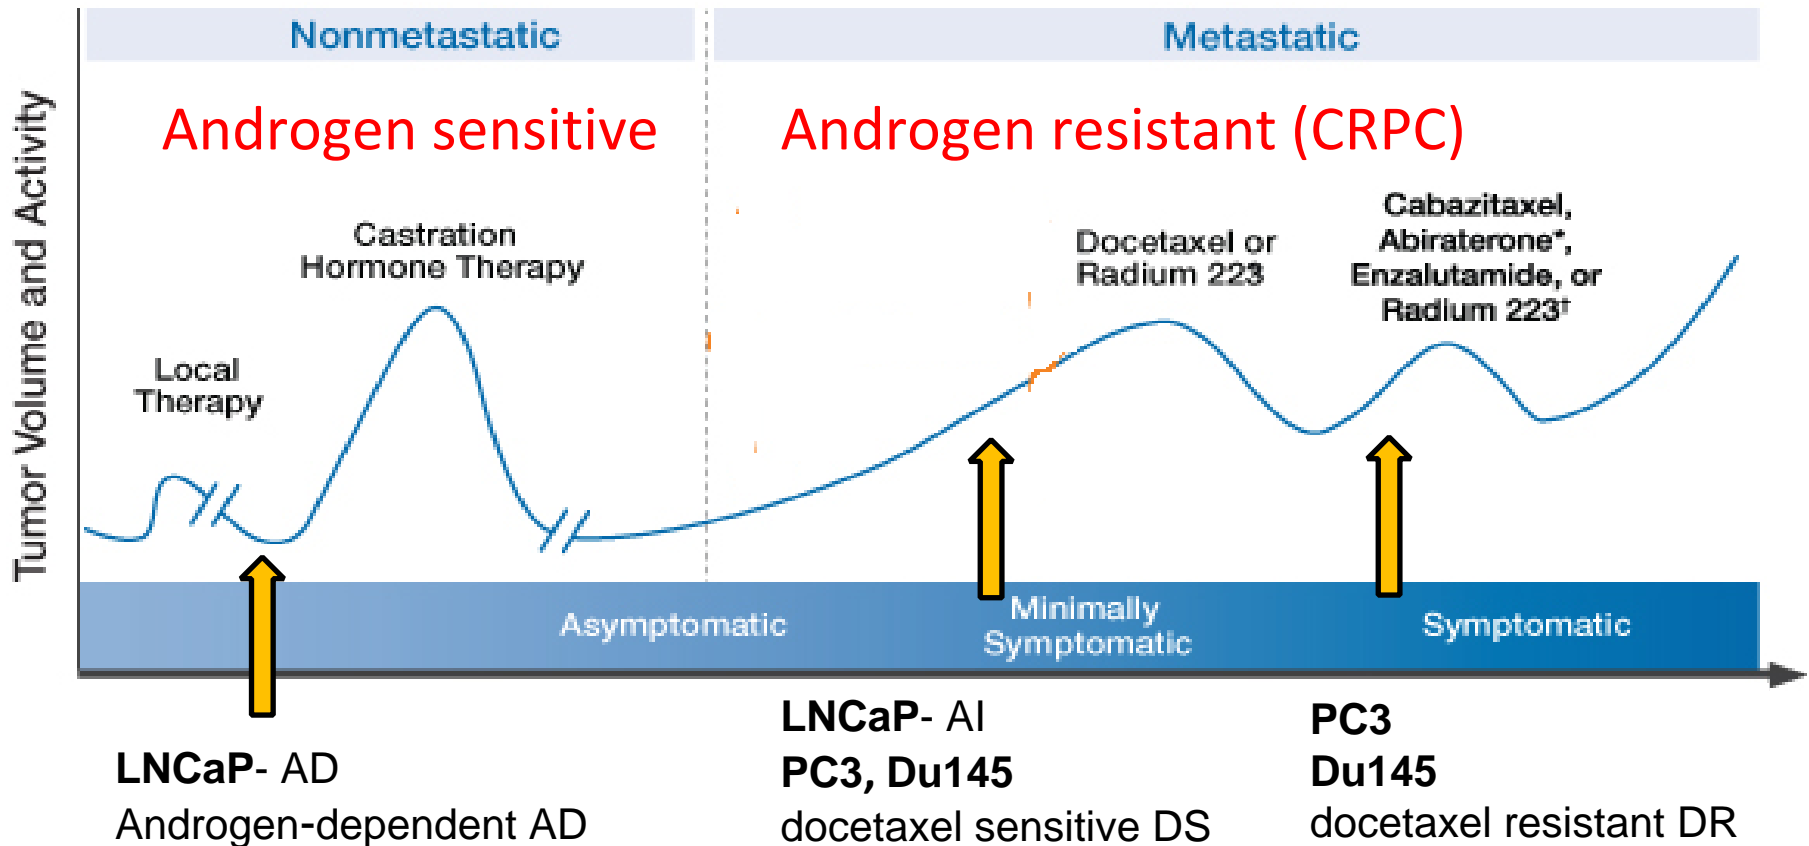 Nonmetastatic
Metastatic
Tumor Volume and Activity
Androgen sensitive
Androgen resistant (CRPC)
Local
Therapy
Castration
Hormone Therapy
Docetaxel or
Radium 223
Cabazitaxel,
Abiraterone*,
Enzalutamide, or
Radium 223†
Asymptomatic
Minimally
Symptomatic
Symptomatic
LNCaP- AD
Androgen-dependent AD
LNCaP- AI
PC3, Du145
docetaxel sensitive DS
PC3
Du145
docetaxel resistant DR